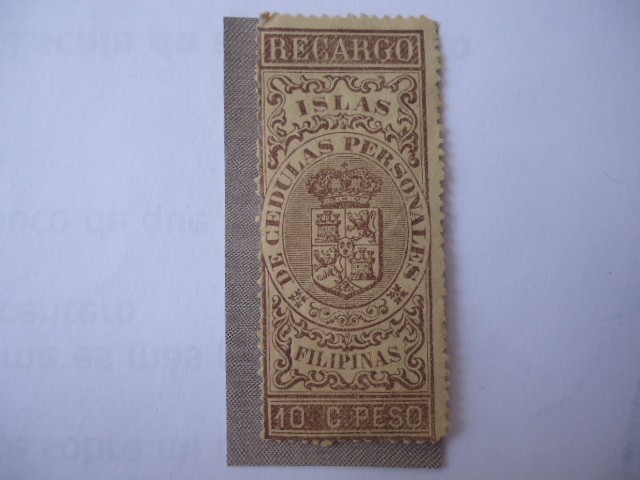 RECARGO
ISLAS
DE CEDULAS PERSONALES
FILIPINAS
10 C. PESO